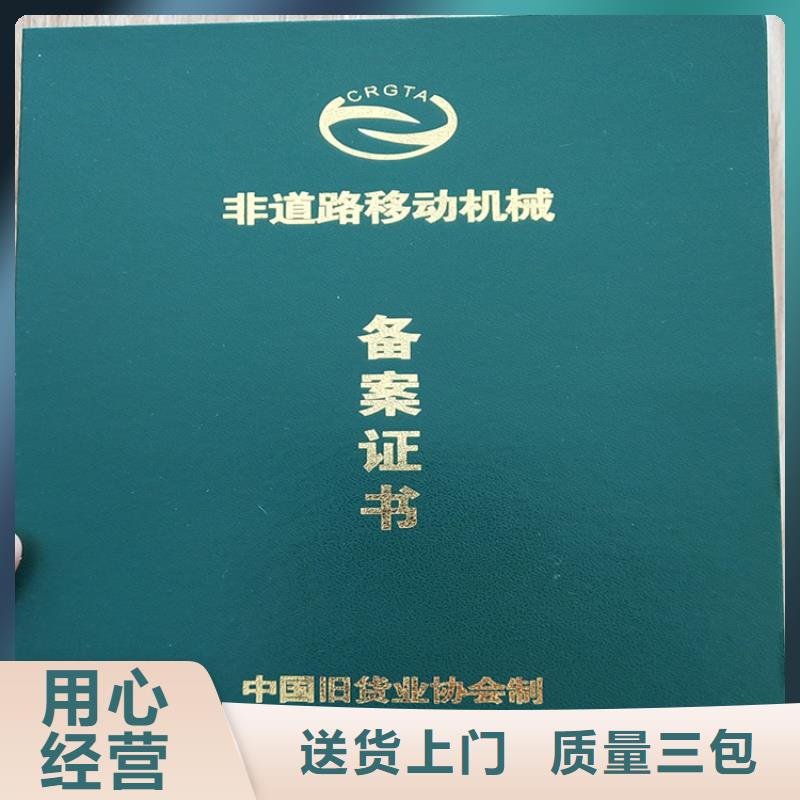 CRGTA
非道路移动机械
备
案
证
书
中国旧货业协会制
用心
经营
送货上门 质量三包